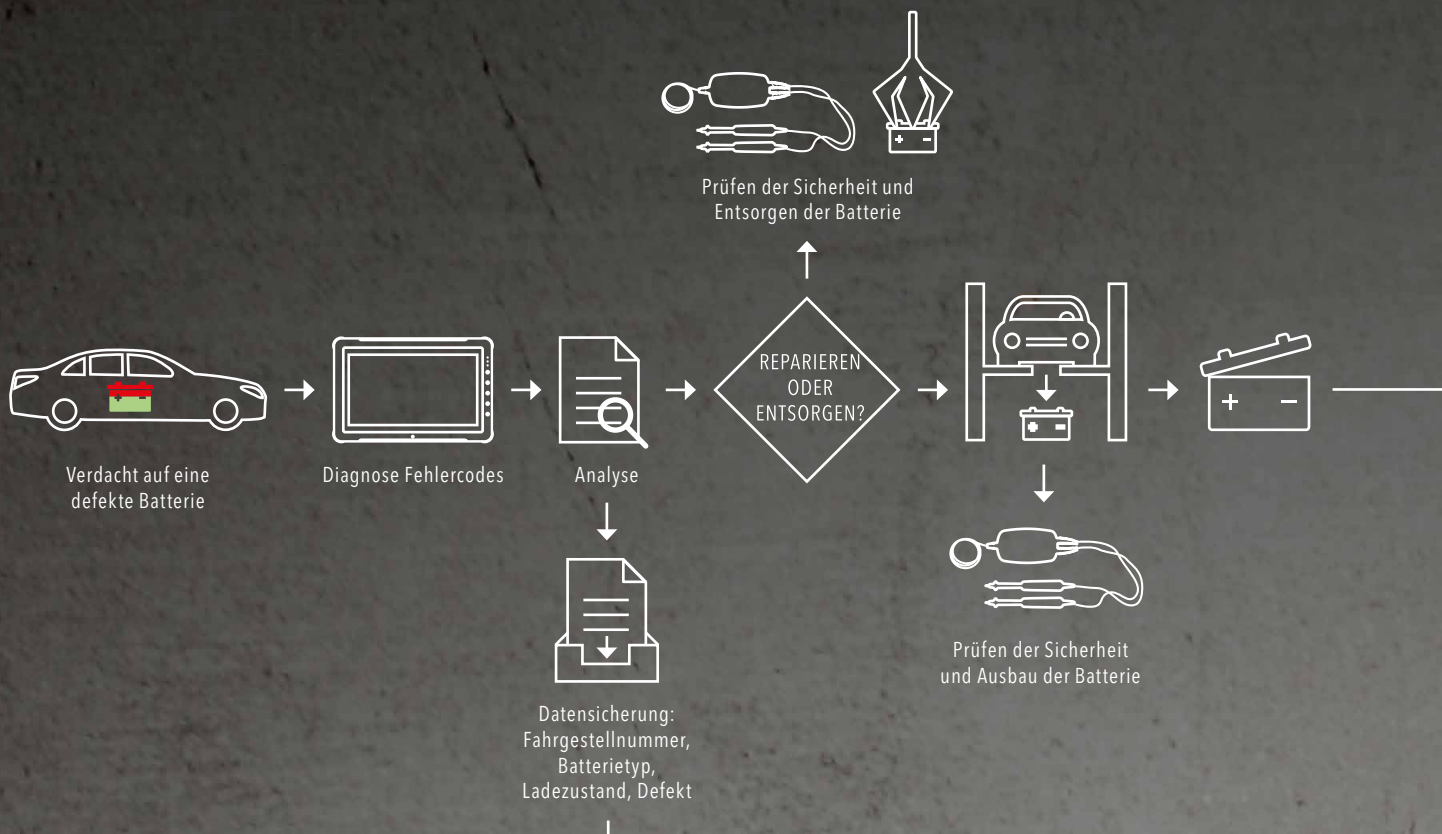 Prüfen der Sicherheit und
Entsorgen der Batterie
REPARIEREN
ODER
ENTSORGEN?
Verdacht auf eine
defekte Batterie
Diagnose Fehlercodes
Analyse
Prüfen der Sicherheit
und Ausbau der Batterie
Datensicherung:
Fahrgestellnummer,
Batterietyp,
Ladezustand, Defekt